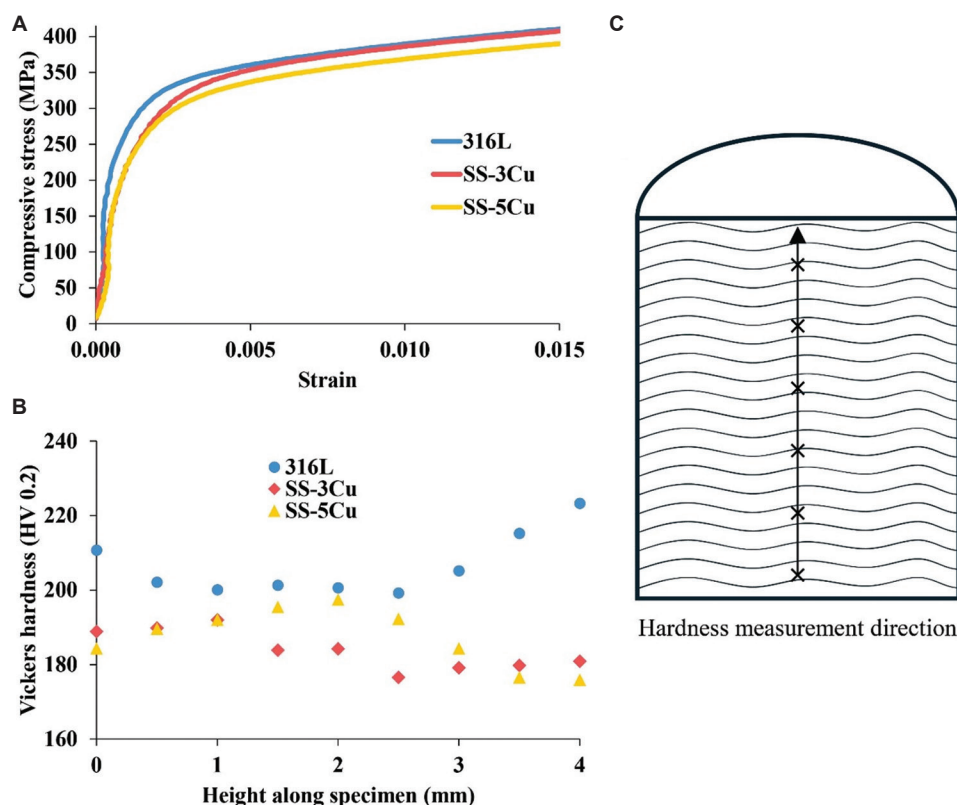 A
Compressive stress (MPa)
400
350
300
250
200
150
100
50
0
0.000
0.005
0.010
0.015
Strain
316L
SS-3Cu
SS-5Cu
B
Vickers hardness (HV 0.2)
240
220
200
180
160
0
1
2
3
4
Height along specimen (mm)
316L
SS-3Cu
SS-5Cu
C
Hardness measurement direction